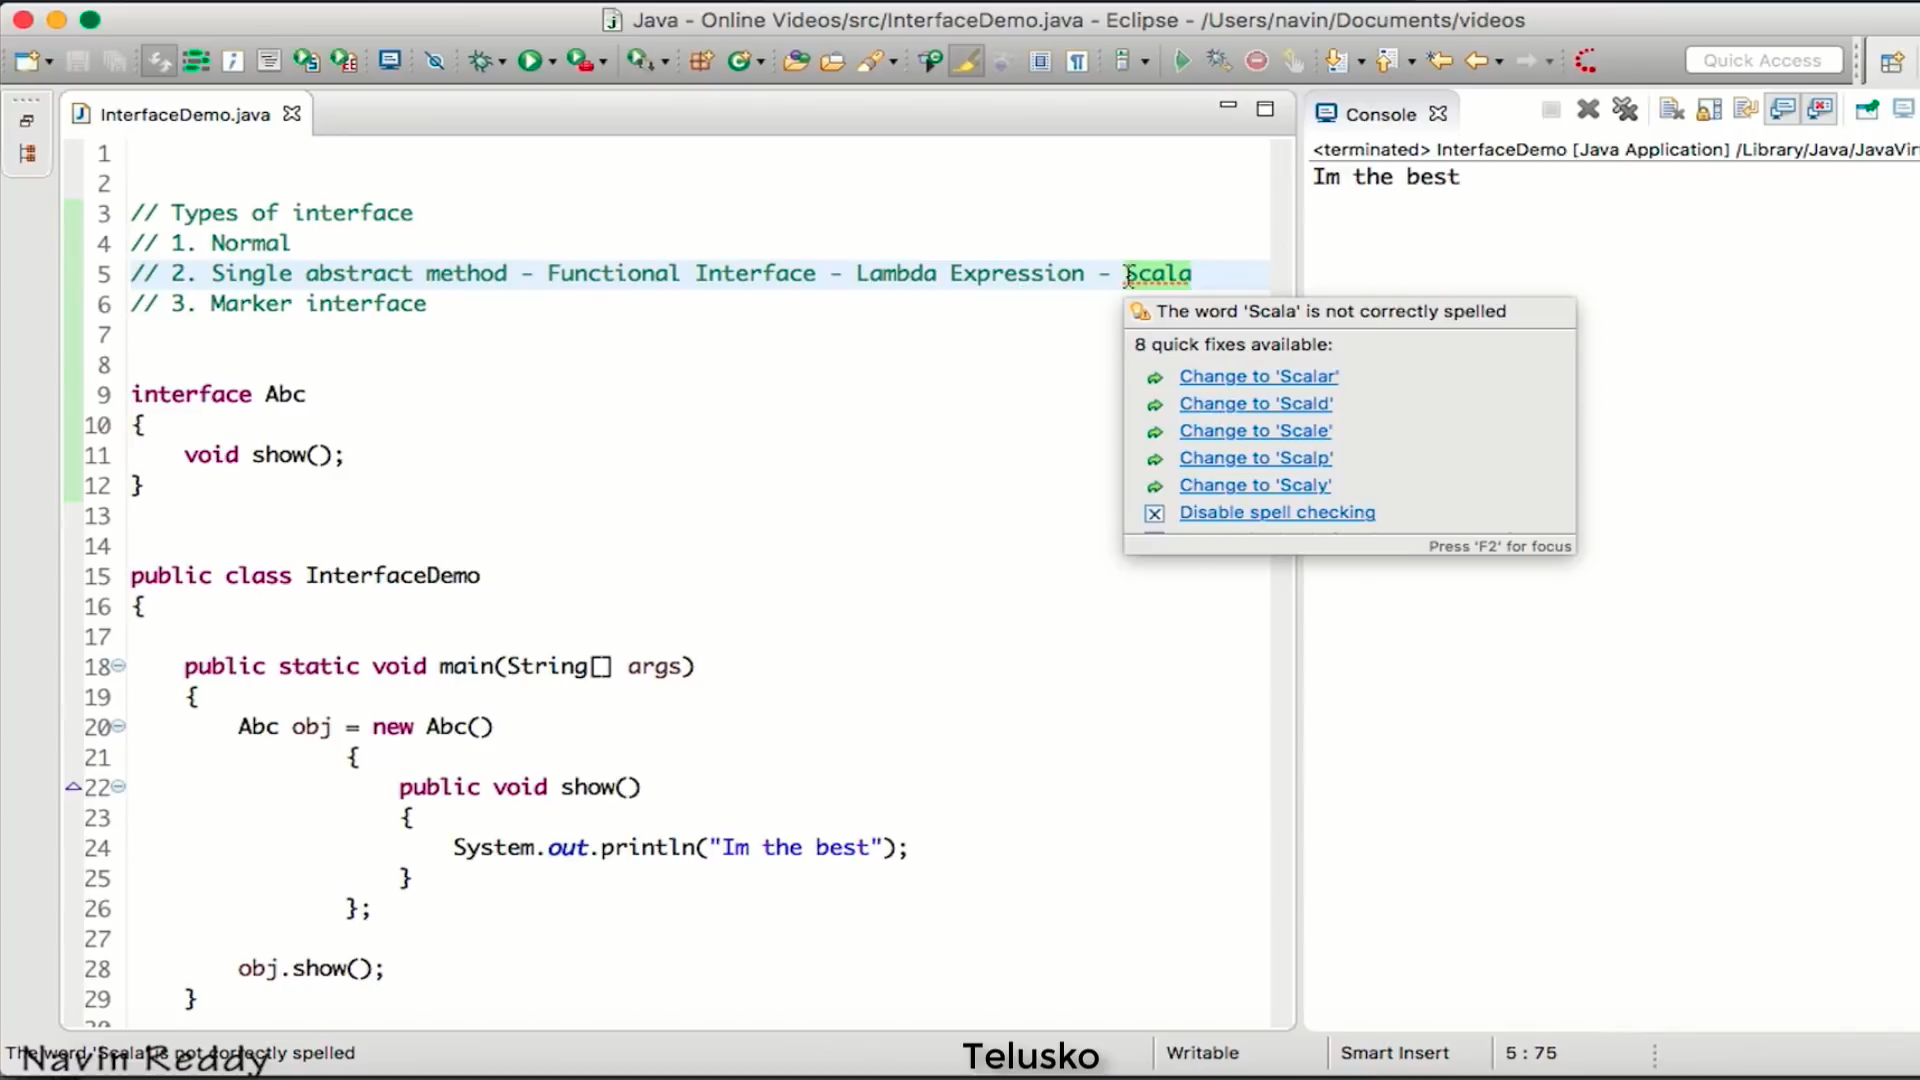 Java - Online Videos/src/InterfaceDemo.java - Eclipse - /Users/navin/Documents/videos
Quick Access
InterfaceDemo.java
Console
<terminated> InterfaceDemo [Java Application] /Library/Java/JavaVir
Im the best
1
2
3 // Types of interface
4 // 1. Normal
5 // 2. Single abstract method - Functional Interface - Lambda Expression - Scala
6 // 3. Marker interface
7
8
9 interface Abc
10 {
11 void show();
12 }
13
14
15 public class InterfaceDemo
16 {
17
18 public static void main(String[] args)
19 {
20 Abc obj = new Abc()
21 {
22 public void show()
23 {
24 System.out.println("Im the best");
25 }
26 };
27
28 obj.show();
29 }
The word 'Scala' is not correctly spelled
8 quick fixes available:
Change to 'Scalar'
Change to 'Scald'
Change to 'Scale'
Change to 'Scalp'
Change to 'Scaly'
Disable spell checking
Press 'F2' for focus
The word 'Scala' is not correctly spelled
Navin Reddy
Telusko
Writable
Smart Insert
5 : 75